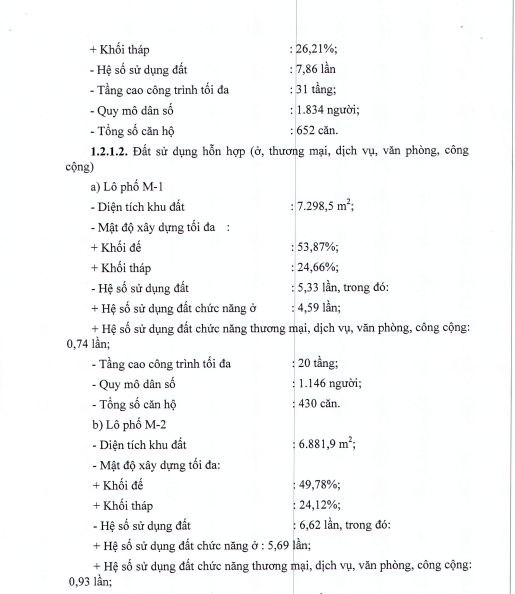 + Khối tháp : 26,21%;
- Hệ số sử dụng đất : 7,86 lần
- Tầng cao công trình tối đa : 31 tầng;
- Quy mô dân số : 1.834 người;
- Tổng số căn hộ : 652 căn.
1.2.1.2. Đất sử dụng hỗn hợp (ở, thương mại, dịch vụ, văn phòng, công
cộng)
a) Lô phố M-1
- Diện tích khu đất : 7.298,5 m²;
- Mật độ xây dựng tối đa :
+ Khối đế : 53,87%;
+ Khối tháp : 24,66%;
- Hệ số sử dụng đất : 5,33 lần, trong đó:
+ Hệ số sử dụng đất chức năng ở : 4,59 lần;
+ Hệ số sử dụng đất chức năng thương mại, dịch vụ, văn phòng, công cộng:
0,74 lần;
- Tầng cao công trình tối đa : 20 tầng;
- Quy mô dân số : 1.146 người;
- Tổng số căn hộ : 430 căn.
b) Lô phố M-2
- Diện tích khu đất : 6.881,9 m²;
- Mật độ xây dựng tối đa:
+ Khối đế : 49,78%;
+ Khối tháp : 24,12%;
- Hệ số sử dụng đất : 6,62 lần, trong đó:
+ Hệ số sử dụng đất chức năng ở : 5,69 lần;
+ Hệ số sử dụng đất chức năng thương mại, dịch vụ, văn phòng, công cộng:
0,93 lần;